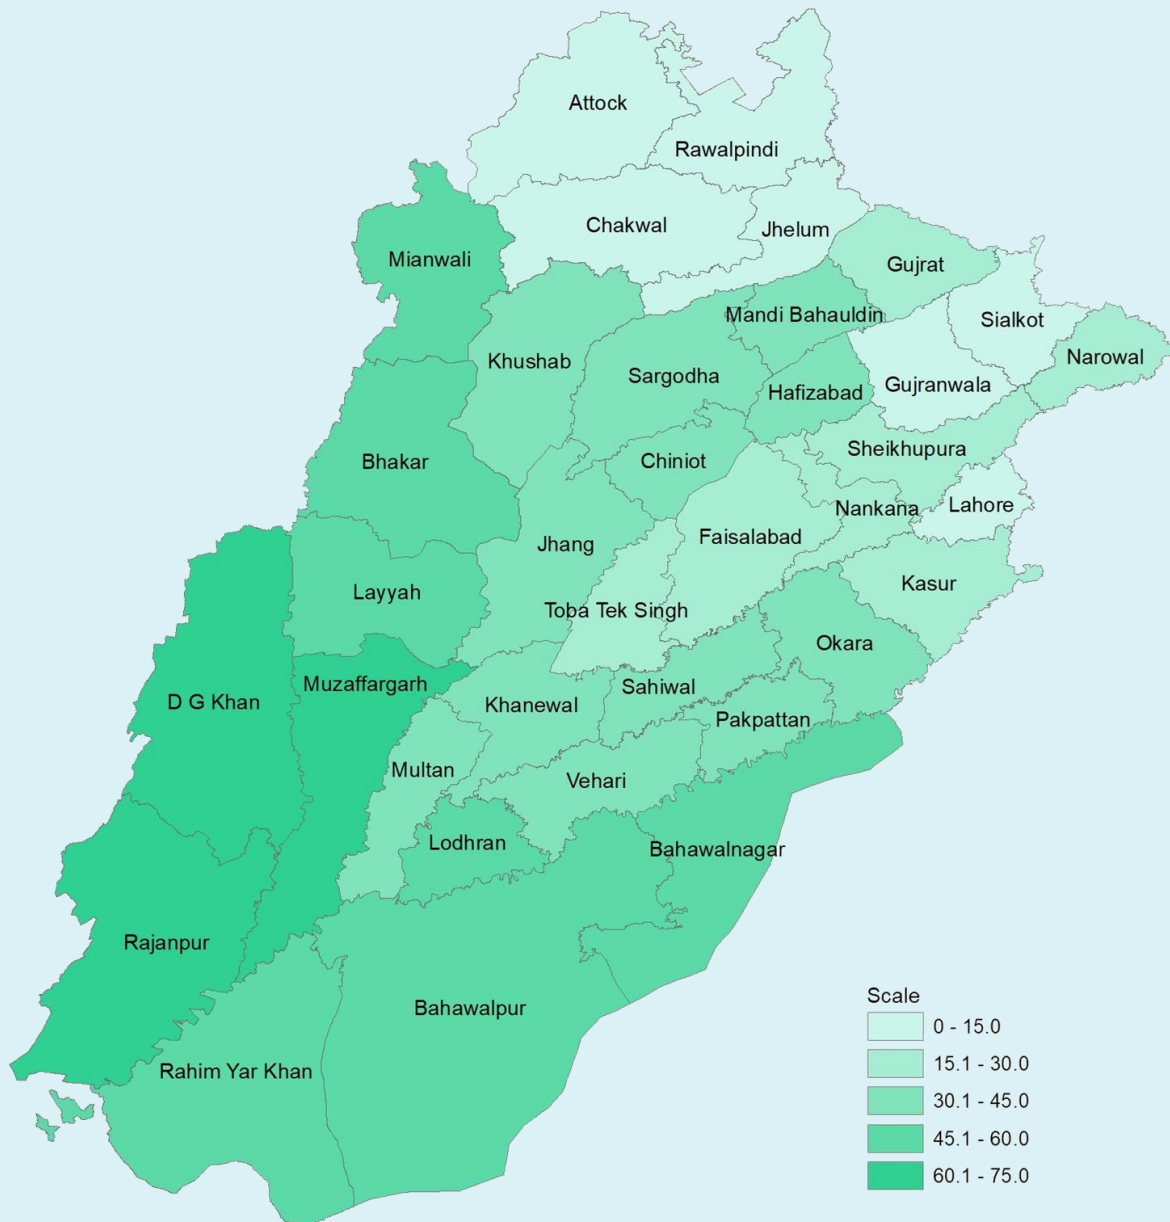 Attock
Rawalpindi
Chakwal
Jhelum
Mianwali
Gujrat
Mandi Bahauldin
Sialkot
Khushab
Sargodha
Narowal
Gujranwala
Hafizabad
Sheikhupura
Bhakar
Chiniot
Lahore
Nankana
Faisalabad
Jhang
Kasur
Layyah
Toba Tek Singh
Okara
Muzaffargarh
Sahiwal
D G Khan
Khanewal
Pakpattan
Multan
Vehari
Lodhran
Bahawalnagar
Rajanpur
Bahawalpur
Rahim Yar Khan
Scale
0 - 15.0
15.1 - 30.0
30.1 - 45.0
45.1 - 60.0
60.1 - 75.0